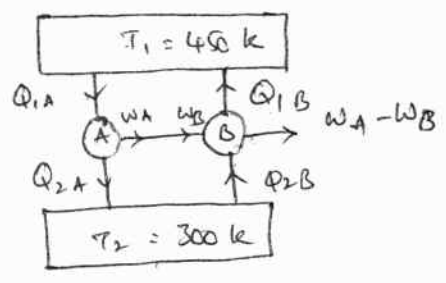 T₁ = 450 k
Q₁A
WA
WB
Q₁B
WA - WB
A
B
Q₂A
Q₂B
T₂ = 300 k